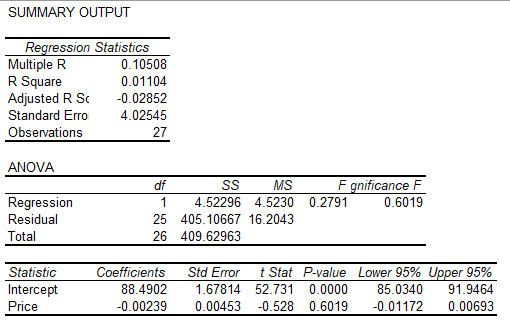 SUMMARY OUTPUT
Regression Statistics
Multiple R 0.10508
R Square 0.01104
Adjusted R Sc -0.02852
Standard Erro 4.02545
Observations 27
ANOVA
df SS MS F gnificance F
Regression 1 4.52296 4.5230 0.2791 0.6019
Residual 25 405.10667 16.2043
Total 26 409.62963
Statistic Coefficients Std Error t Stat P-value Lower 95% Upper 95%
Intercept 88.4902 1.67814 52.731 0.0000 85.0340 91.9464
Price -0.00239 0.00453 -0.528 0.6019 -0.01172 0.00693